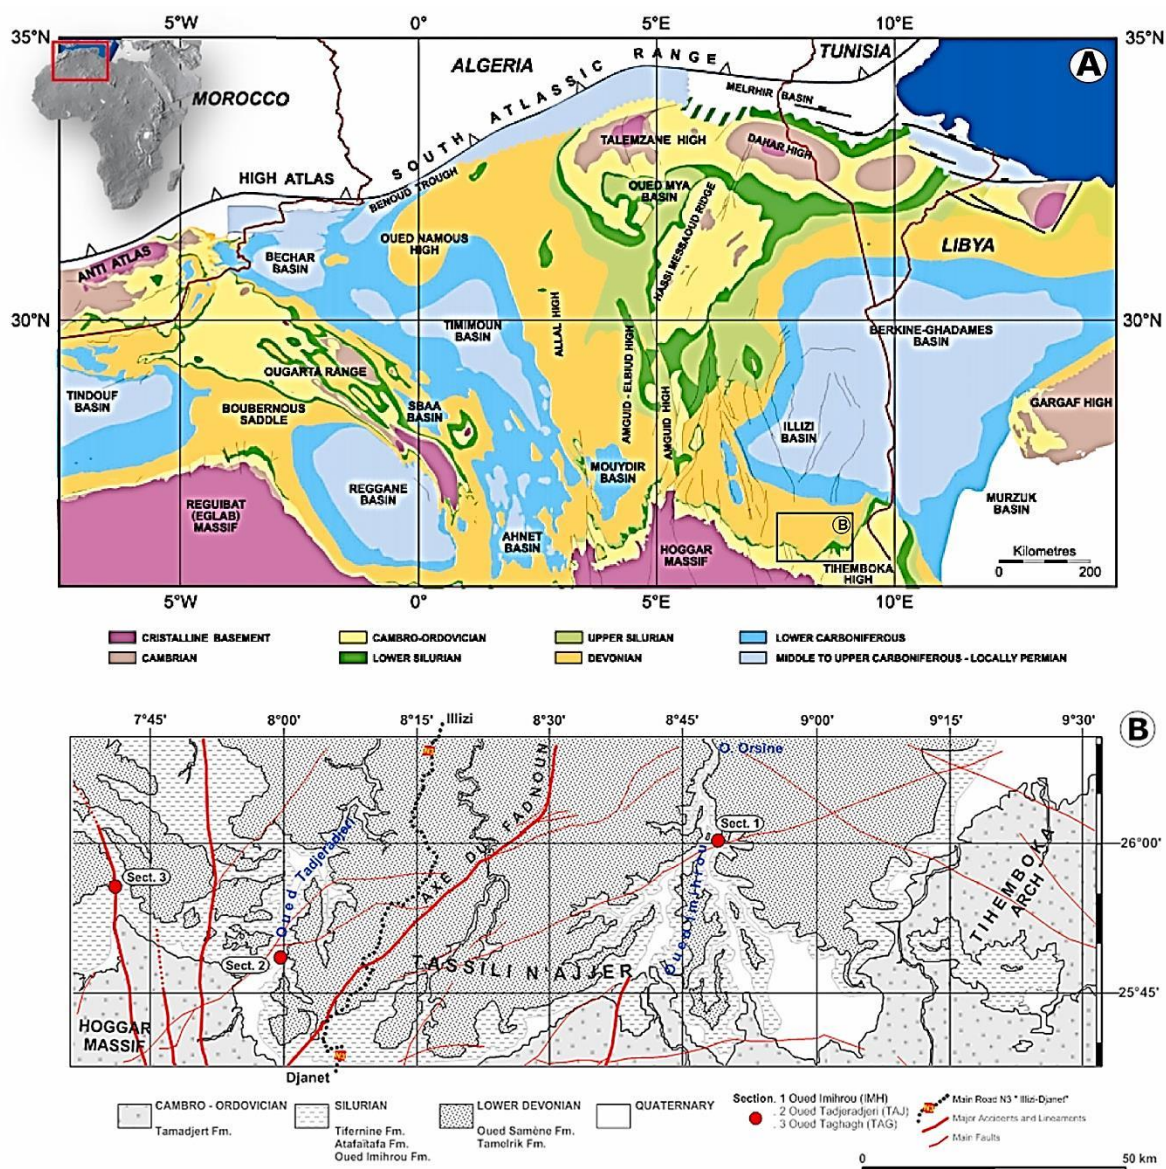 35°N
5°W
0°
5°E
10°E
35°N
A
ALGERIA
TUNISIA
MOROCCO
SOUTH ATLASSIC RANGE
MELRHIR BASIN
TALEMZANE HIGH
DAHAR HIGH
HIGH ATLAS
BENOUD TROUGH
OUED MYA
BASIN
HASSI MESSAOUD RIDGE
ANTI ATLAS
BECHAR
BASIN
OUED NAMOUS
HIGH
LIBYA
30°N
30°N
TIMIMOUN
BASIN
ALLAL HIGH
AMGUID - ELBIUD HIGH
AMGUID HIGH
BERKINE-GHADAMES
BASIN
OUGARTA RANGE
TINDOUF
BASIN
BOUBERNOUS
SADDLE
SBAA
BASIN
GARGAF HIGH
ILLIZI
BASIN
REGGANE
BASIN
MOUYDIR
BASIN
REGUIBAT
(EGLAB)
MASSIF
MURZUK
BASIN
AHNET
BASIN
HOGGAR
MASSIF
B
TIHEMBOKA
HIGH
Kilometres
0 200
5°W
0°
5°E
10°E
CRISTALLINE BASEMENT
CAMBRO-ORDOVICIAN
UPPER SILURIAN
LOWER CARBONIFEROUS
CAMBRIAN
LOWER SILURIAN
DEVONIAN
MIDDLE TO UPPER CARBONIFEROUS - LOCALLY PERMIAN
7°45'
8°00'
8°15'
Illizi
8°30'
8°45'
9°00'
9°15'
9°30'
B
N3
O. Orsine
AXE DU FADNOUN
Sect. 1
26°00'
Oued Tadjeradjeri
Oued Imihrou
Sect. 3
TIHEMBOKA
ARCH
Sect. 2
TASSILI N'AJJER
25°45'
HOGGAR
MASSIF
N3
Djanet
CAMBRO - ORDOVICIAN
Tamadjert Fm.
SILURIAN
Tifernine Fm.
Atafaïtafa Fm.
Oued Imihrou Fm.
LOWER DEVONIAN
Oued Samène Fm.
Tamelrik Fm.
QUATERNARY
Section. 1 Oued Imihrou (IMH)
. 2 Oued Tadjeradjeri (TAJ)
. 3 Oued Taghagh (TAG)
N3
Main Road N3 "Illizi-Djanet"
Major Accidents and Lineaments
Main Faults
0 50 km